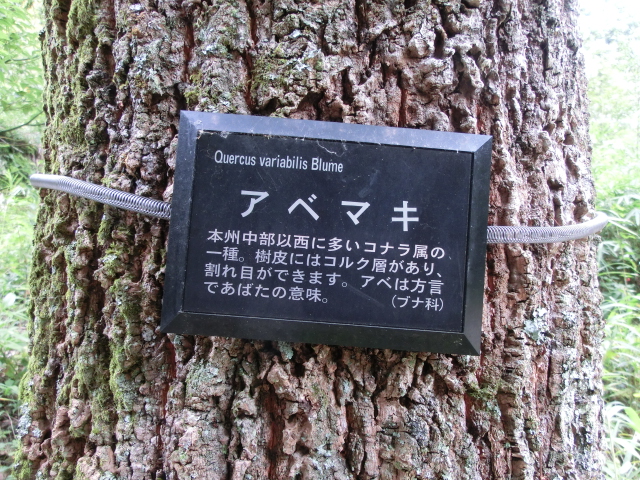 Quercus variabilis Blume
アベマキ
本州中部以西に多いコナラ属の
一種。樹皮にはコルク層があり、
割れ目ができます。アベは方言
であばたの意味。 (ブナ科)